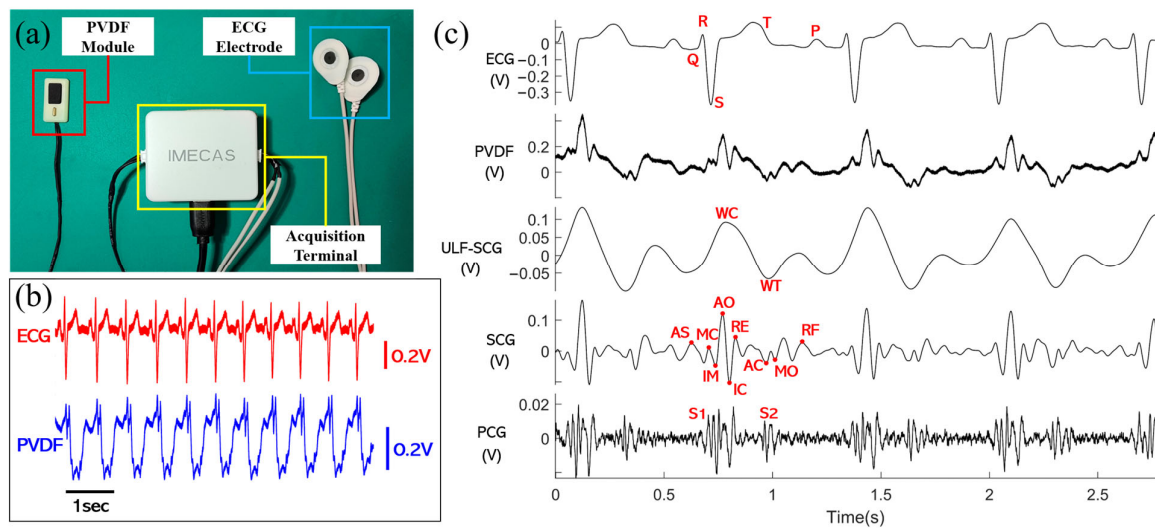 (a)
PVDF
Module
ECG
Electrode
IMECAS
Acquisition
Terminal
(b)
ECG
0.2V
PVDF
0.2V
1sec
(c)
R
T
P
Q
S
ECG
(V)
0
−0.1
−0.2
−0.3
PVDF
(V)
0.2
0
WC
WT
ULF-SCG
(V)
0.1
0.05
−0.05
AO
AS
MC
RE
RF
IM
IC
AC
MO
SCG
(V)
0.1
0
S1
S2
PCG
(V)
0.02
0
0
0.5
1
1.5
2
2.5
Time(s)